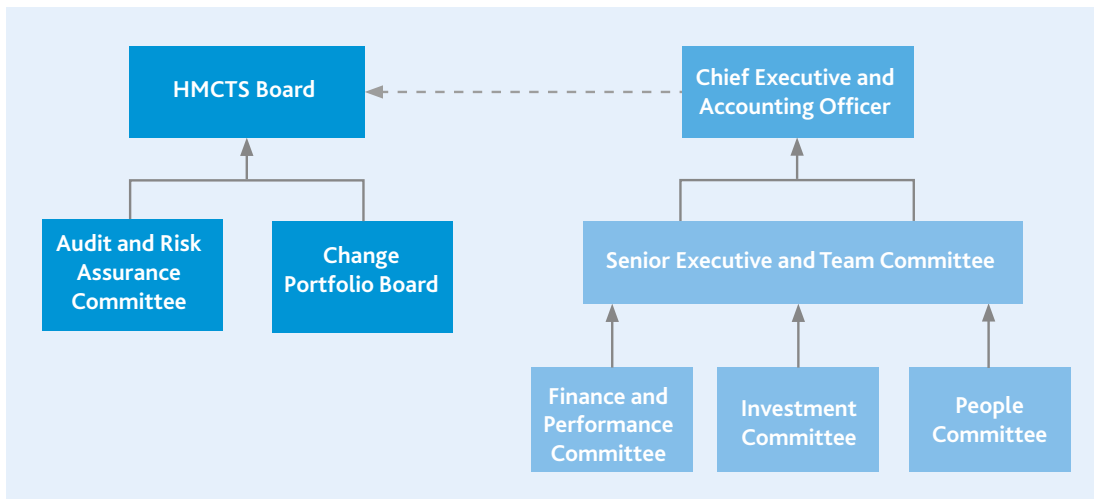 HMCTS Board
Chief Executive and
Accounting Officer
Audit and Risk
Assurance
Committee
Change
Portfolio Board
Senior Executive and Team Committee
Finance and
Performance
Committee
Investment
Committee
People
Committee